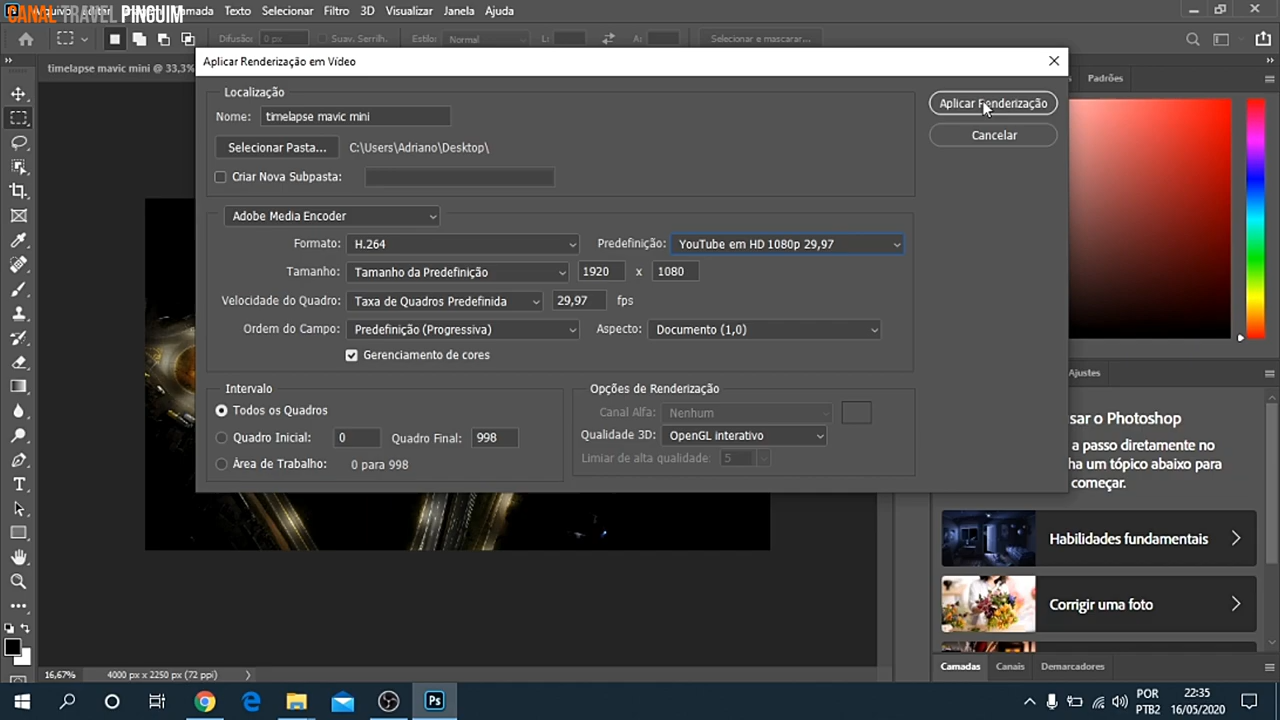 CANAL TRAVEL PINGUIM
Arquivo Editar Camada Texto Selecionar Filtro 3D Visualizar Janela Ajuda
Difusão: 0 px Suav. Serrilh. Estilo: Normal L: A: Selecionar e mascarar...
timelapse mavic mini @ 33,3%
Padrões
Aplicar Renderização em Vídeo
Localização
Nome: timelapse mavic mini
Aplicar Renderização
Cancelar
Selecionar Pasta... C:\Users\Adriano\Desktop\
Criar Nova Subpasta:
Adobe Media Encoder
Formato: H.264 Predefinição: YouTube em HD 1080p 29,97
Tamanho: Tamanho da Predefinição 1920 x 1080
Velocidade do Quadro: Taxa de Quadros Predefinida 29,97 fps
Ordem do Campo: Predefinição (Progressiva) Aspecto: Documento (1,0)
Gerenciamento de cores
Intervalo
Todos os Quadros
Quadro Inicial: 0 Quadro Final: 998
Área de Trabalho: 0 para 998
Opções de Renderização
Canal Alfa: Nenhum
Qualidade 3D: OpenGL interativo
Limiar de alta qualidade: 5
Ajustes
sar o Photoshop
a passo diretamente no
ha um tópico abaixo para
começar.
Habilidades fundamentais
Corrigir uma foto
Camadas Canais Demarcadores
16,67% 4000 px x 2250 px (72 ppi)
Ps
POR
PTB2
22:35
16/05/2020